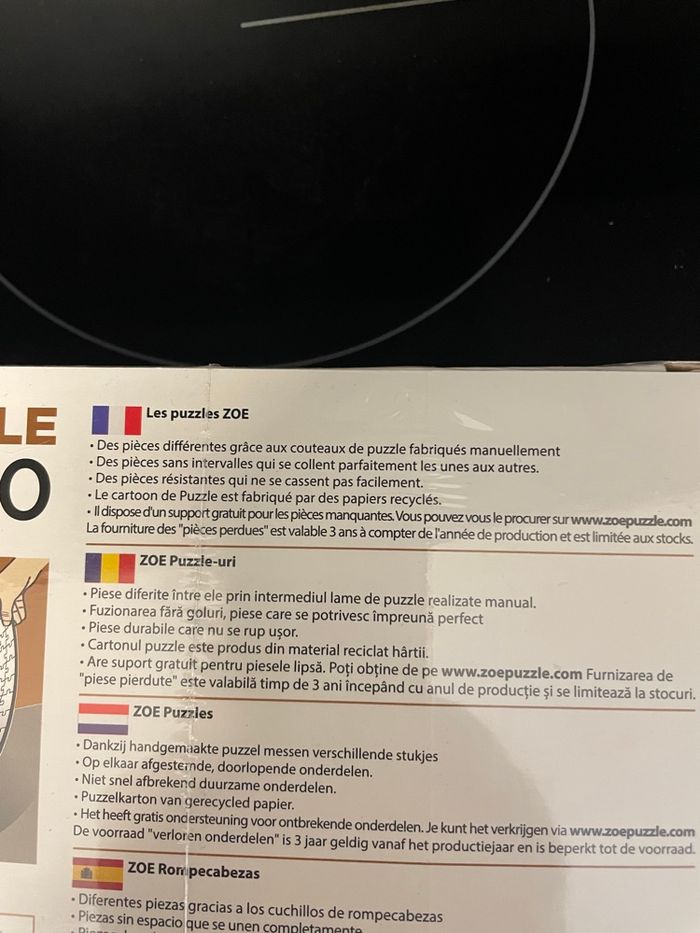 LE
O
Les puzzles ZOE
• Des pièces différentes grâce aux couteaux de puzzle fabriqués manuellement
• Des pièces sans intervalles qui se collent parfaitement les unes aux autres.
• Des pièces résistantes qui ne se cassent pas facilement.
• Le cartoon de Puzzle est fabriqué par des papiers recyclés.
• Il dispose d'un support gratuit pour les pièces manquantes. Vous pouvez vous le procurer sur www.zoepuzzle.com
La fourniture des "pièces perdues" est valable 3 ans à compter de l'année de production et est limitée aux stocks.
ZOE Puzzle-uri
• Piese diferite între ele prin intermediul lame de puzzle realizate manual.
• Fuzionarea fără goluri, piese care se potrivesc împreună perfect
• Piese durabile care nu se rup ușor.
• Cartonul puzzle este produs din material reciclat hârtii.
• Are suport gratuit pentru piesele lipsă. Poți obține de pe www.zoepuzzle.com Furnizarea de
"piese pierdute" este valabilă timp de 3 ani începând cu anul de producție și se limitează la stocuri.
ZOE Puzzles
• Dankzij handgemaakte puzzel messen verschillende stukjes
• Op elkaar afgestemde, doorlopende onderdelen.
• Niet snel afbrekend duurzame onderdelen.
• Puzzelkarton van gerecycled papier.
• Het heeft gratis ondersteuning voor ontbrekende onderdelen. Je kunt het verkrijgen via www.zoepuzzle.com
De voorraad "verloren onderdelen" is 3 jaar geldig vanaf het productiejaar en is beperkt tot de voorraad.
ZOE Rompecabezas
• Diferentes piezas gracias a los cuchillos de rompecabezas
• Piezas sin espacio que se unen completamente